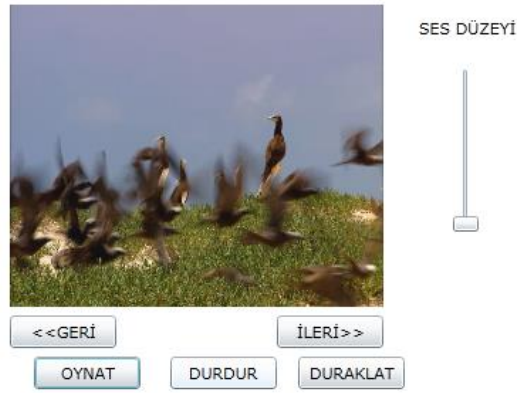 SES DÜZEYİ
<<GERİ
İLERİ>>
OYNAT
DURDUR
DURAKLAT